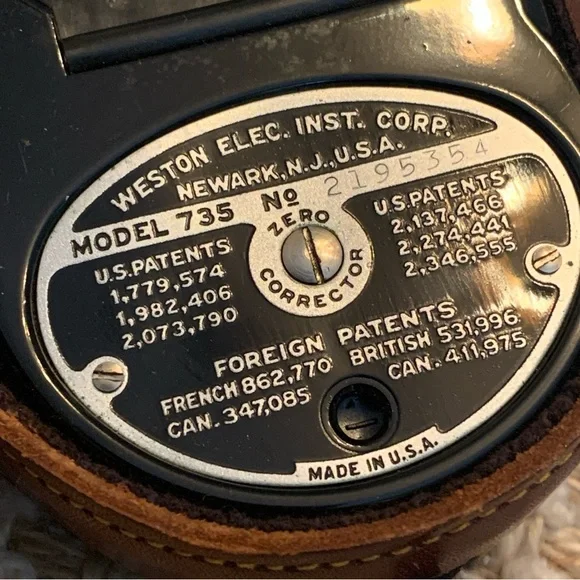 WESTON ELEC. INST. CORP.
NEWARK, N.J., U.S.A.
MODEL 735 Nº 2195354
ZERO
CORRECTOR
U.S. PATENTS
1,779,574
1,982,406
2,073,790
U.S. PATENTS
2,137,466
2,274,441
2,346,555
FOREIGN PATENTS
FRENCH 862,770 BRITISH 531,996
CAN. 347,085 CAN. 411,975
MADE IN U.S.A.